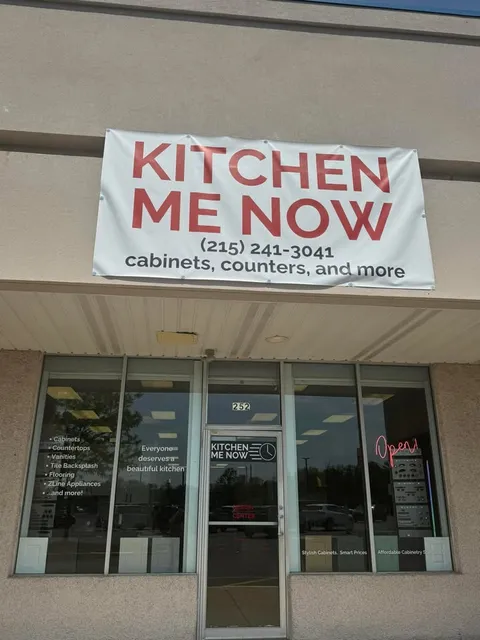 KITCHEN
ME NOW
(215) 241-3041
cabinets, counters, and more
252
• Cabinets
• Countertops
• Vanities
• Tile Backsplash
• Flooring
• ZLine Appliances
• ...and more!
Everyone
deserves a
beautiful kitchen
KITCHEN
ME NOW
Open!
Stylish Cabinets. Smart Prices
Affordable Cabinetry